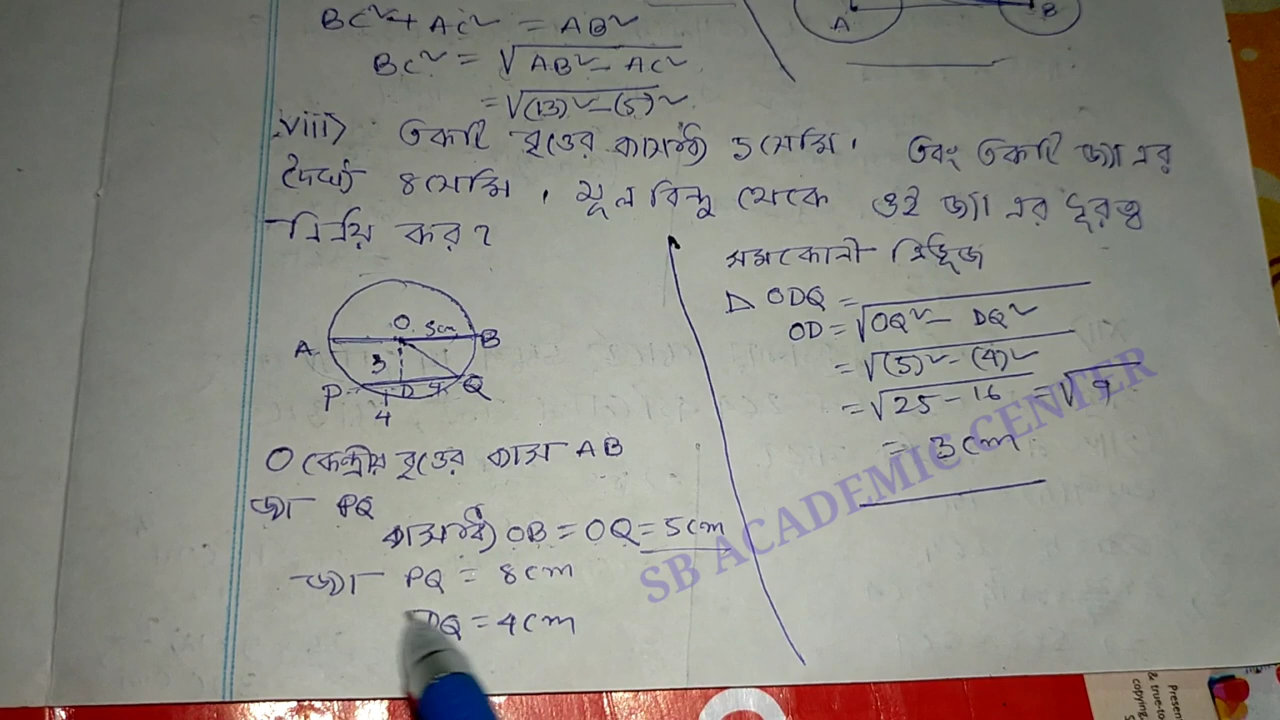 BC² + AC² = AB²
BC² = √AB² - AC²
= √(13)² - (5)²
A B
viii> একটি বৃত্তের ব্যাসার্ধ 5 সেমি। এবং একটি জ্যা এর
দৈর্ঘ্য 8 সেমি, মূল বিন্দু থেকে ওই জ্যা এর দূরত্ব
নির্ণয় কর?
O 5cm
A B
3
P D 4 Q
4
O কেন্দ্রীয় বৃত্তের ব্যাস AB
জ্যা PQ
ব্যাসার্ধ OB = OQ = 5cm
জ্যা PQ = 8cm
DQ = 4cm
সমকোনী ত্রিভূজ
△ ODQ =
OD = √OQ² - DQ²
= √(5)² - (4)²
= √25 - 16 = √9
= 3cm
SB ACADEMIC CENTER